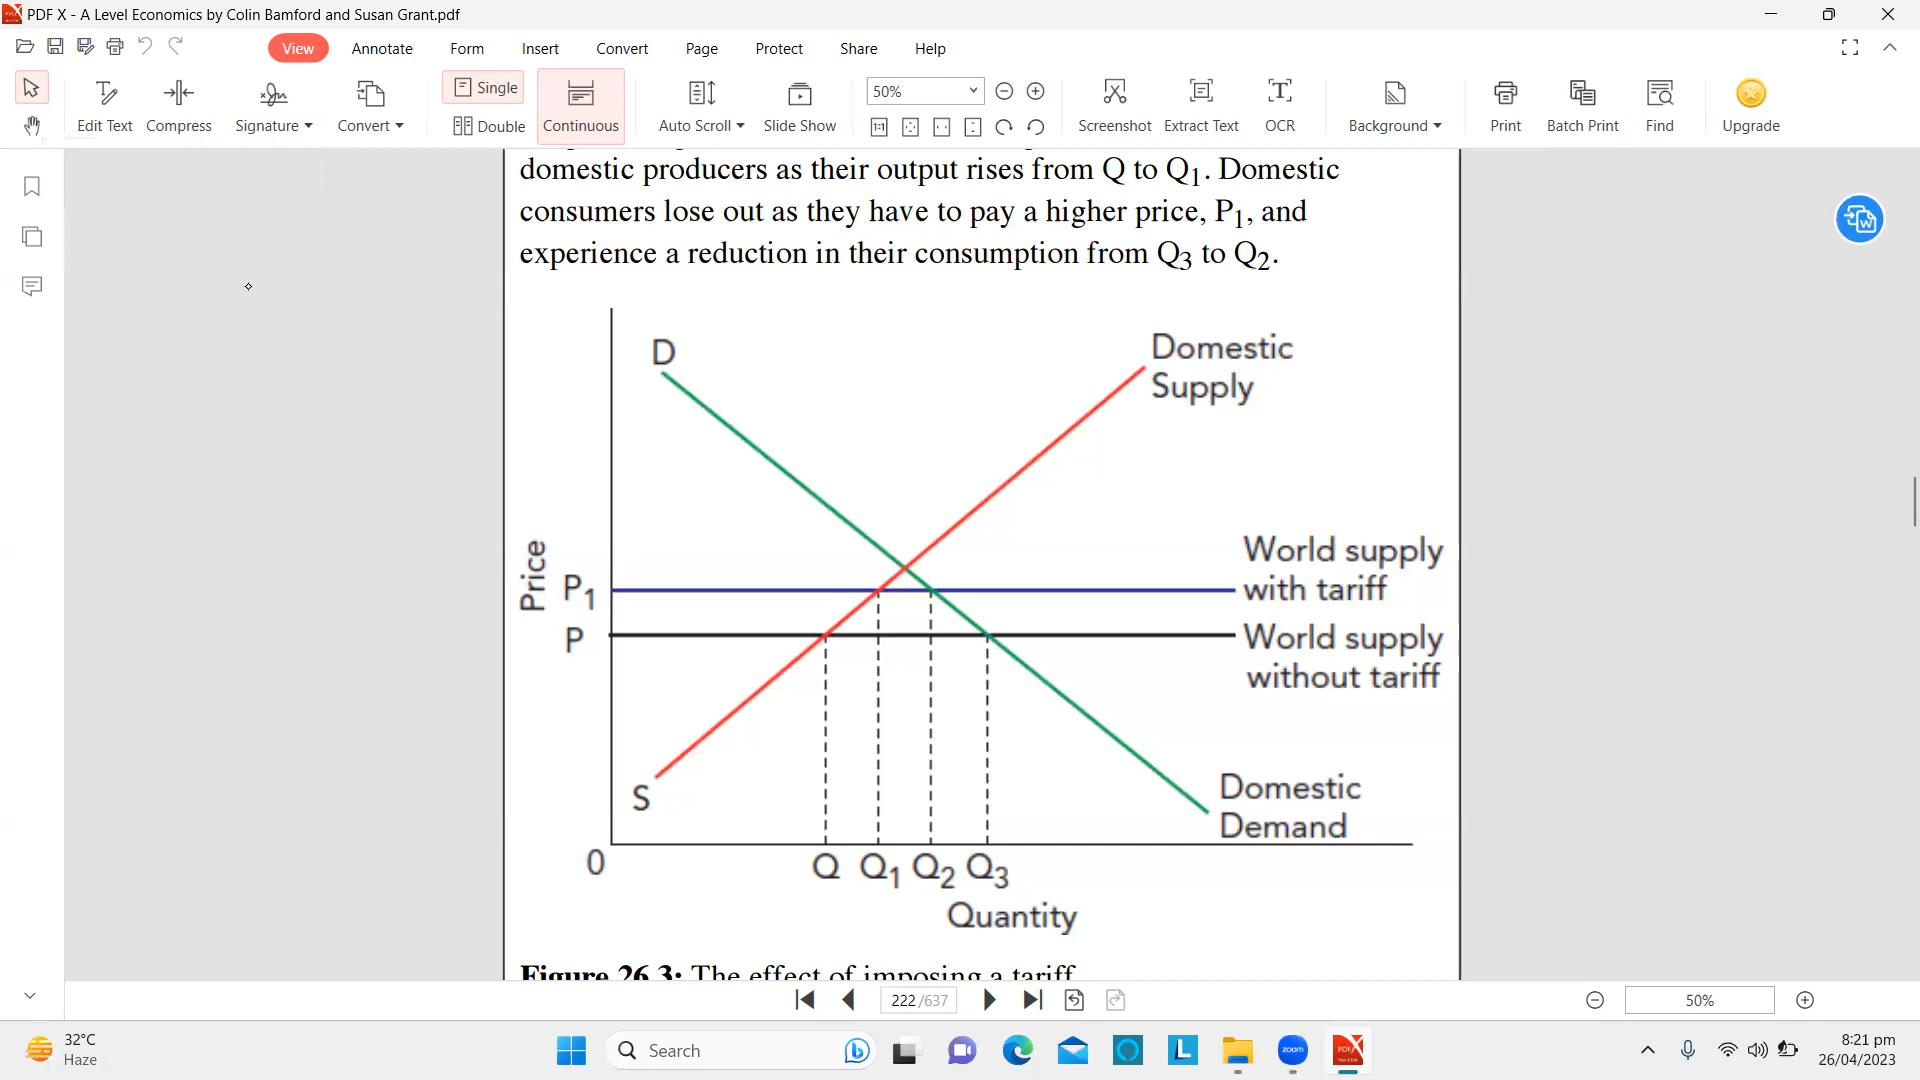 PDF X - A Level Economics by Colin Bamford and Susan Grant.pdf
View Annotate Form Insert Convert Page Protect Share Help
Edit Text Compress Signature Convert
Single
Double
Continuous Auto Scroll Slide Show
50%
1:1
Screenshot Extract Text OCR Background Print Batch Print Find Upgrade
domestic producers as their output rises from Q to Q1. Domestic
consumers lose out as they have to pay a higher price, P1, and
experience a reduction in their consumption from Q3 to Q2.
D
Domestic
Supply
Price
P1
World supply
with tariff
P
World supply
without tariff
S
Domestic
Demand
0
Q Q1 Q2 Q3
Quantity
Figure 26.3: The effect of imposing a tariff
222 /637
50%
32°C
Haze
Search
zoom
8:21 pm
26/04/2023